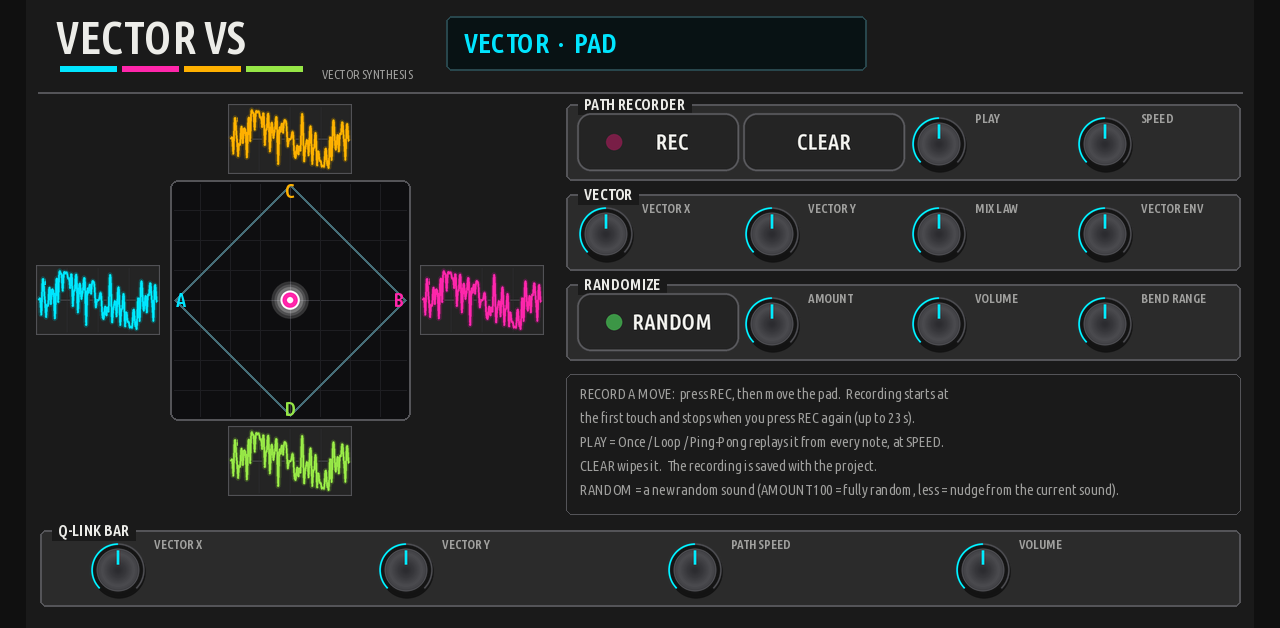 VECTOR VS
VECTOR SYNTHESIS
VECTOR · PAD
PATH RECORDER
REC
CLEAR
PLAY
SPEED
VECTOR
VECTOR X
VECTOR Y
MIX LAW
VECTOR ENV
RANDOMIZE
RANDOM
AMOUNT
VOLUME
BEND RANGE
C
A
B
D
RECORD A MOVE: press REC, then move the pad. Recording starts at
the first touch and stops when you press REC again (up to 23 s).
PLAY = Once / Loop / Ping-Pong replays it from every note, at SPEED.
CLEAR wipes it. The recording is saved with the project.
RANDOM = a new random sound (AMOUNT 100 = fully random, less = nudge from the current sound).
Q-LINK BAR
VECTOR X
VECTOR Y
PATH SPEED
VOLUME